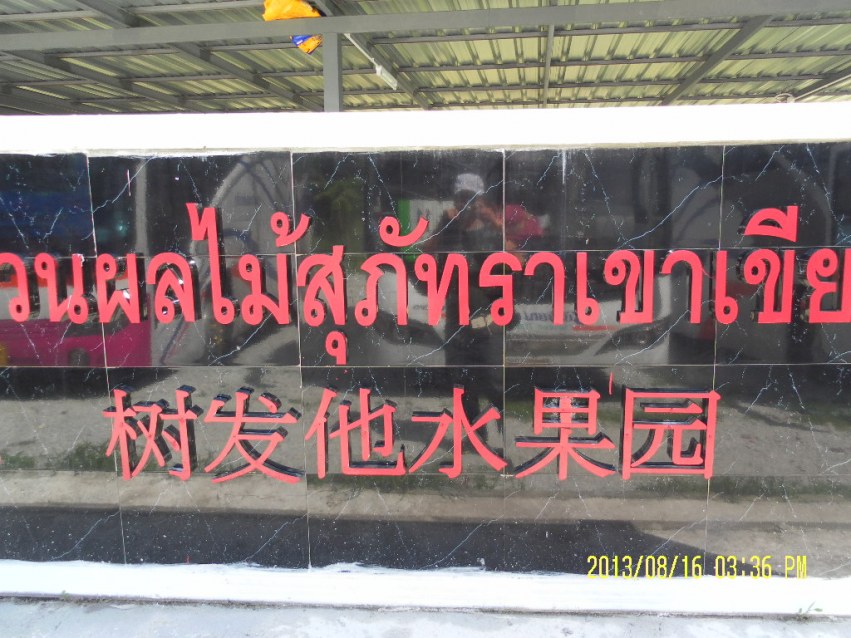 วนผลไม้สุภัทราเขาเขีย
树发他水果园
2013/08/16 03:36 PM